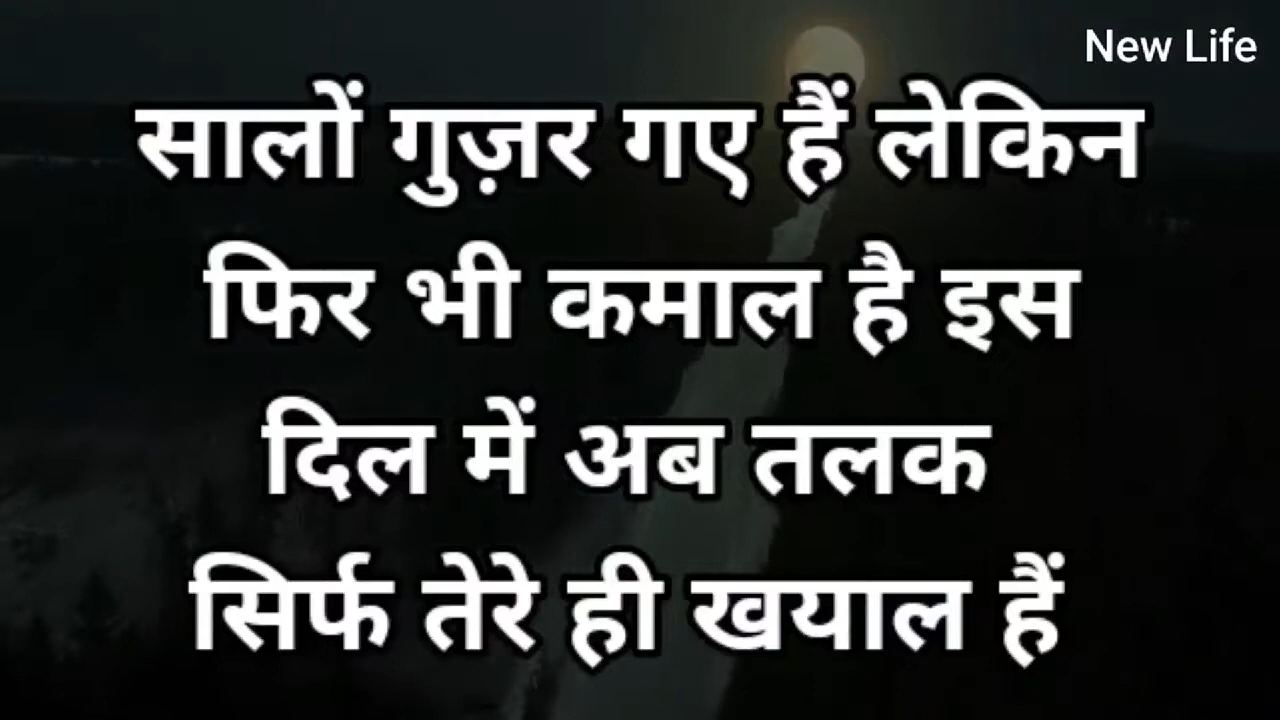 New Life
सालों गुज़र गए हैं लेकिन
फिर भी कमाल है इस
दिल में अब तलक
सिर्फ तेरे ही खयाल हैं